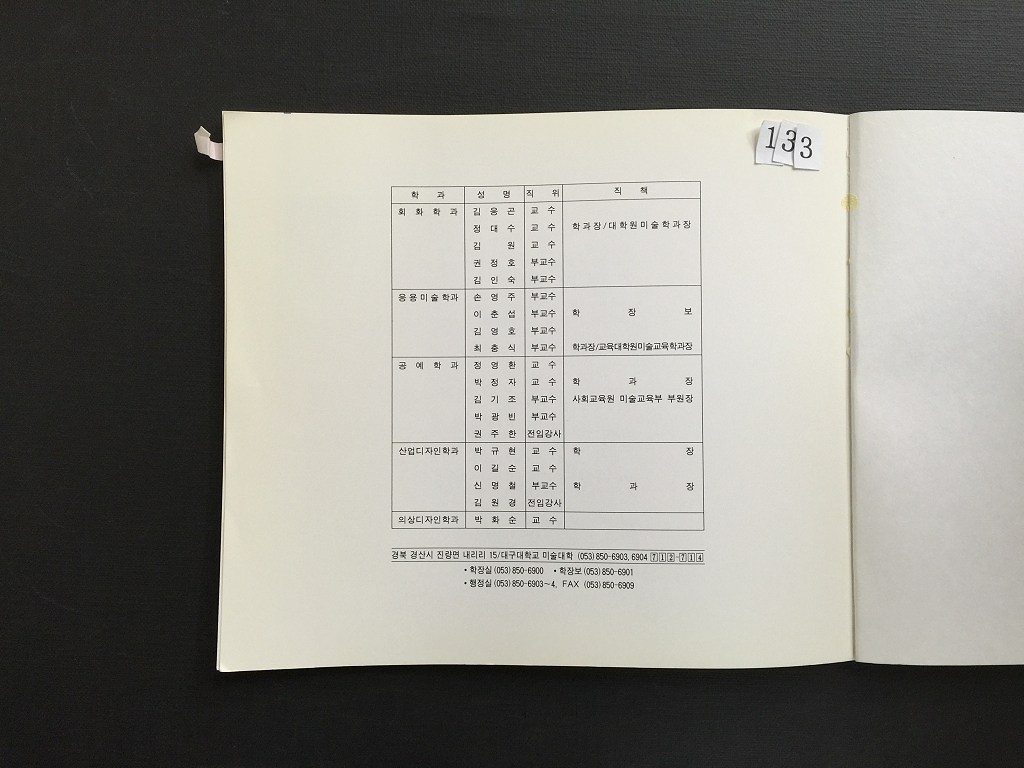 133
학 과 성 명 직 위 직 책
회 화 학 과 김 응 곤 교 수
정 대 수 교 수 학과장/대학원미술학과장
김 원 교 수
권 정 호 부교수
김 인 숙 부교수
응용미술학과 손 영 주 부교수
이 춘 섭 부교수 학 장 보
김 영 호 부교수
최 충 식 부교수 학과장/교육대학원미술교육학과장
공 예 학 과 정 영 환 교 수
박 정 자 교 수 학 과 장
김 기 조 부교수 사회교육원 미술교육부 부원장
박 광 빈 부교수
권 주 한 전임강사
산업디자인학과 박 규 현 교 수 학 장
이 길 순 교 수
신 명 철 부교수 학 과 장
김 원 경 전임강사
의상디자인학과 박 화 순 교 수
경북 경산시 진량면 내리리 15/대구대학교 미술대학 (053)850-6903, 6904 712-714
•학장실(053)850-6900 •학장보(053)850-6901
•행정실(053)850-6903~4, FAX (053)850-6909